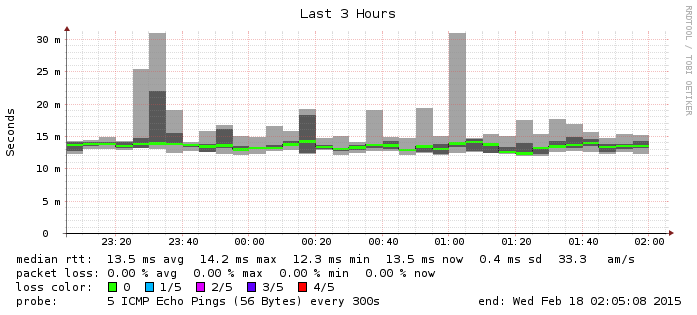 Last 3 Hours
RRDTOOL / TOBI OETIKER
Seconds
30 m
25 m
20 m
15 m
10 m
5 m
0
23:20 23:40 00:00 00:20 00:40 01:00 01:20 01:40 02:00
median rtt: 13.5 ms avg 14.2 ms max 12.3 ms min 13.5 ms now 0.4 ms sd 33.3 am/s
packet loss: 0.00 % avg 0.00 % max 0.00 % min 0.00 % now
loss color: 0 1/5 2/5 3/5 4/5
probe: 5 ICMP Echo Pings (56 Bytes) every 300s end: Wed Feb 18 02:05:08 2015